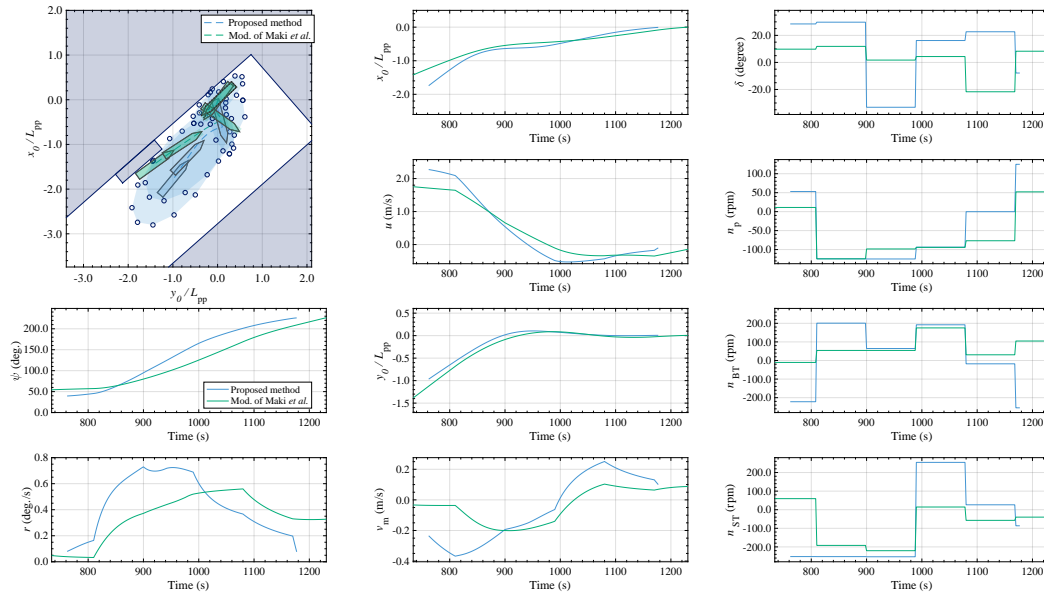 Proposed method
Mod. of Maki et al.
0.0
-1.0
-2.0
-3.0
x0/Lpp
-3.0 -2.0 -1.0 0.0 1.0 2.0
y0/Lpp
0.0
-1.0
-2.0
x0/Lpp
800 900 1000 1100 1200
Time (s)
20.0
0.0
-20.0
δ (degree)
800 900 1000 1100 1200
Time (s)
2.0
1.0
0.0
u (m/s)
800 900 1000 1100 1200
Time (s)
100.0
50.0
0.0
-50.0
-100.0
np (rpm)
800 900 1000 1100 1200
Time (s)
200.0
150.0
100.0
50.0
0.0
ψ (deg.)
Proposed method
Mod. of Maki et al.
800 900 1000 1100 1200
Time (s)
0.5
0.0
-0.5
-1.0
-1.5
y0/Lpp
800 900 1000 1100 1200
Time (s)
200.0
100.0
0.0
-100.0
-200.0
nBT (rpm)
800 900 1000 1100 1200
Time (s)
0.8
0.6
0.4
0.2
0.0
r (deg./s)
800 900 1000 1100 1200
Time (s)
0.2
0.0
-0.2
-0.4
vm (m/s)
800 900 1000 1100 1200
Time (s)
200.0
100.0
0.0
-100.0
-200.0
nST (rpm)
800 900 1000 1100 1200
Time (s)